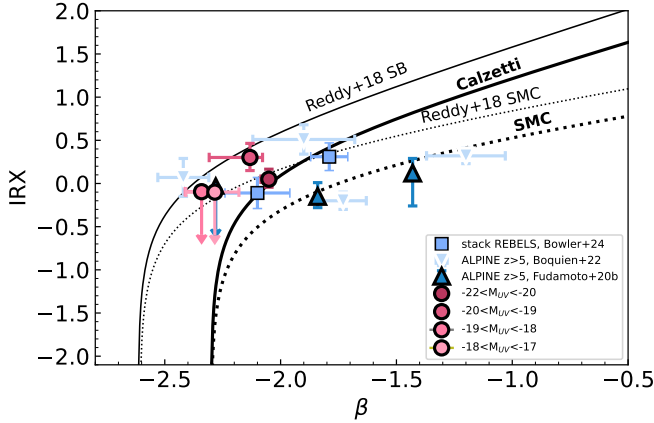 2.0
1.5
1.0
0.5
0.0
−0.5
−1.0
−1.5
−2.0
IRX
Reddy+18 SB
Calzetti
Reddy+18 SMC
SMC
stack REBELS, Bowler+24
ALPINE z>5, Boquien+22
ALPINE z>5, Fudamoto+20b
-22<M_UV<-20
-20<M_UV<-19
-19<M_UV<-18
-18<M_UV<-17
−2.5 −2.0 −1.5 −1.0 −0.5
β